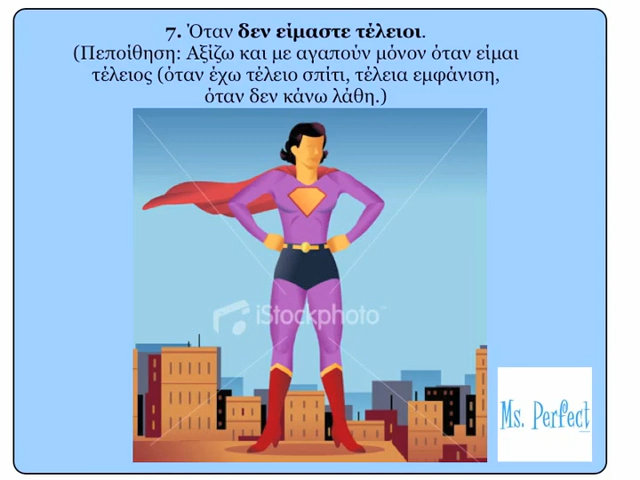 7. Όταν δεν είμαστε τέλειοι.
(Πεποίθηση: Αξίζω και με αγαπούν μόνον όταν είμαι
τέλειος (όταν έχω τέλειο σπίτι, τέλεια εμφάνιση,
όταν δεν κάνω λάθη.)
iStockphoto
Ms. Perfect